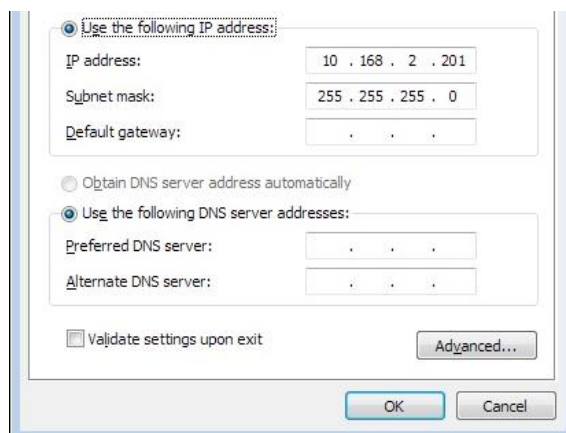 Use the following IP address:
IP address: 10 . 168 . 2 . 201
Subnet mask: 255 . 255 . 255 . 0
Default gateway: . . .
Obtain DNS server address automatically
Use the following DNS server addresses:
Preferred DNS server: . . .
Alternate DNS server: . . .
Validate settings upon exit
Advanced...
OK Cancel